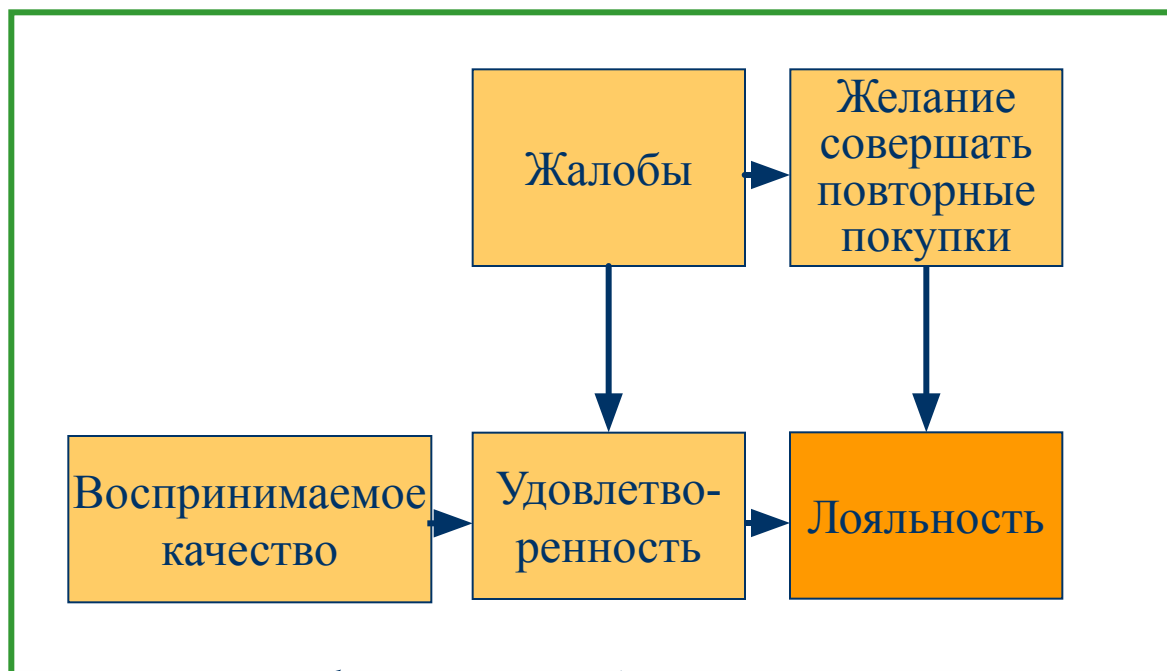 Жалобы
Желание
совершать
повторные
покупки
Воспринимаемое
качество
Удовлетво-
ренность
Лояльность